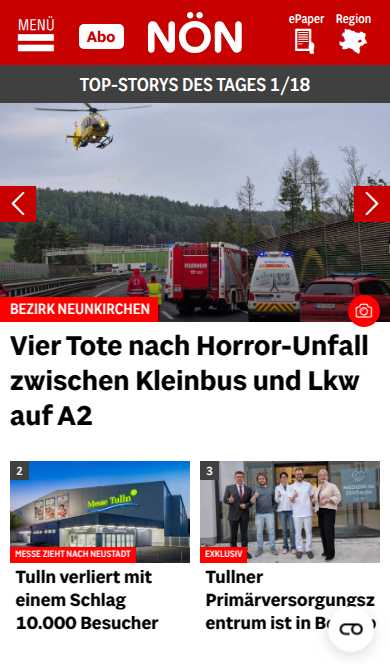 MENÜ
Abo
NÖN
ePaper
Region
TOP-STORYS DES TAGES 1/18
BEZIRK NEUNKIRCHEN
Vier Tote nach Horror-Unfall
zwischen Kleinbus und Lkw
auf A2
2
Messe Tulln
MESSE ZIEHT NACH NEUSTADT
Tulln verliert mit
einem Schlag
10.000 Besucher
3
EXKLUSIV
Tullner
Primärversorgungsz
entrum ist in